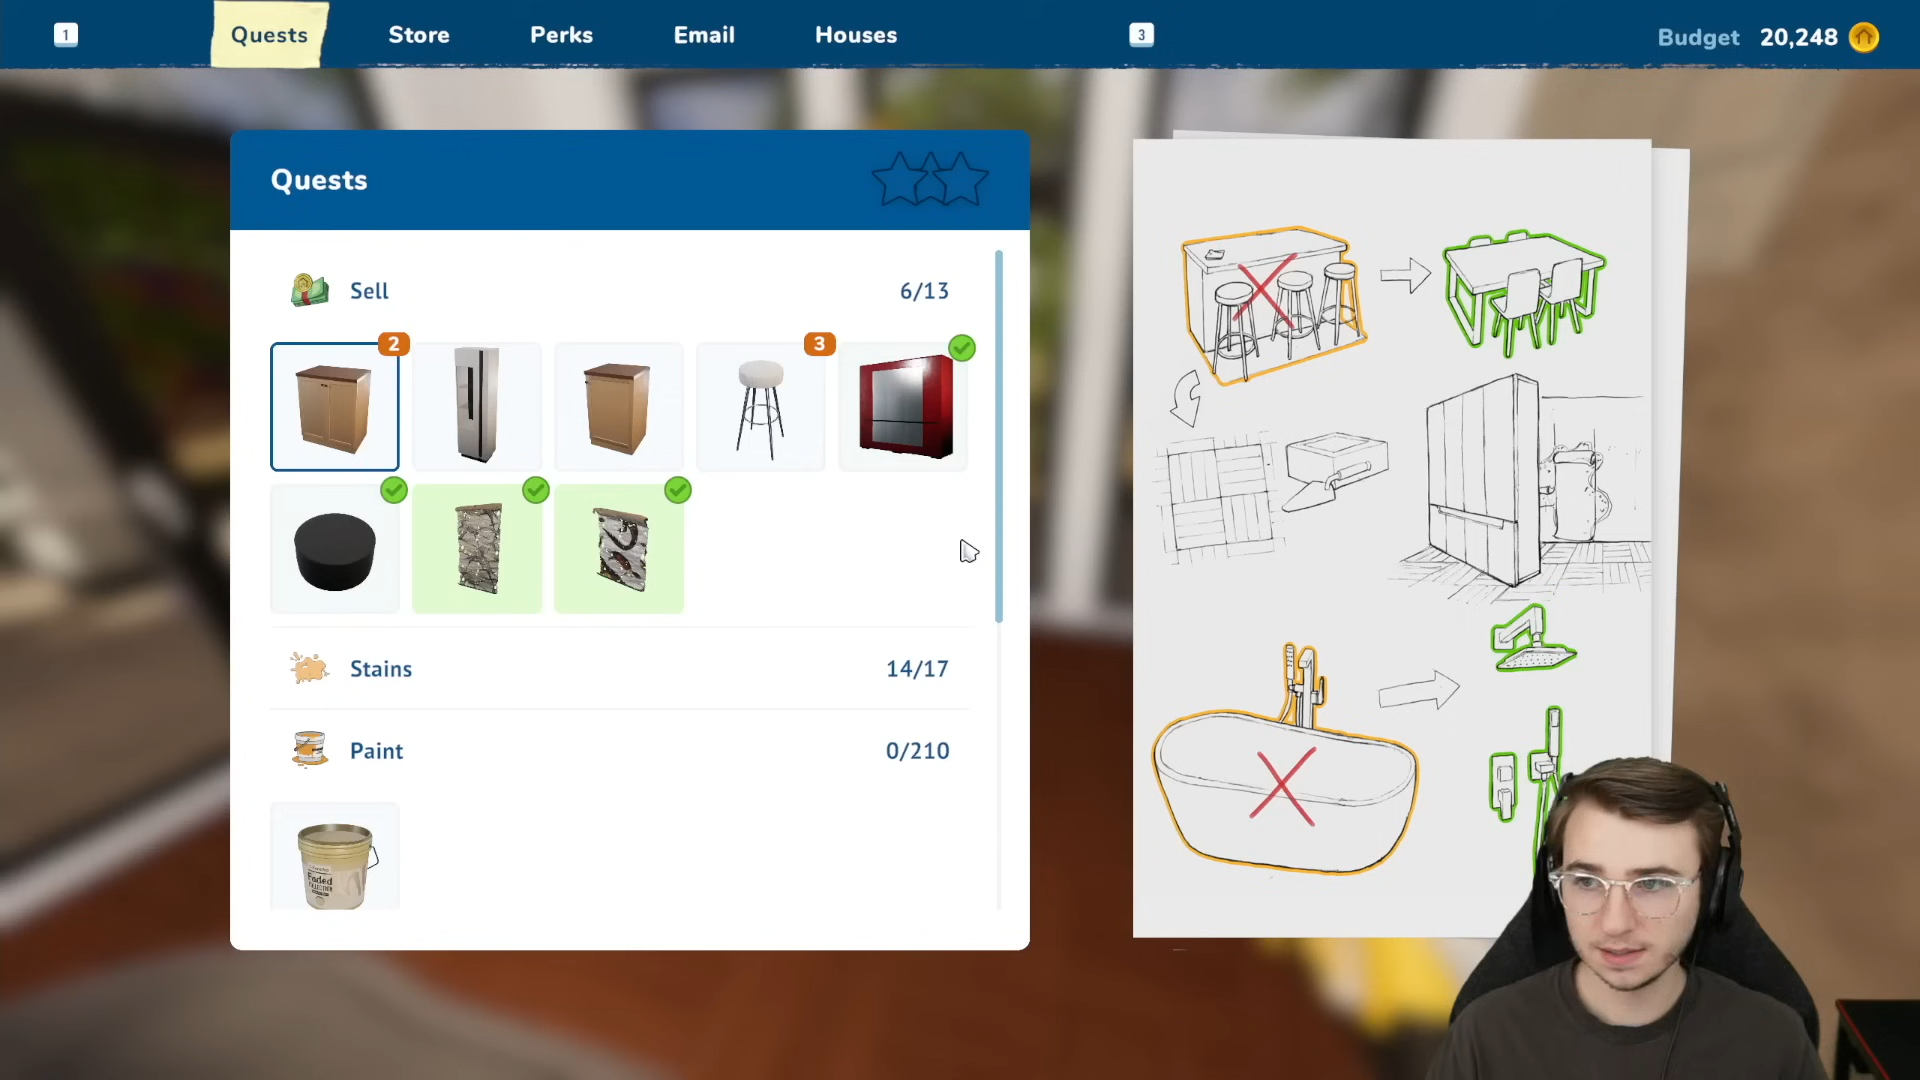 1
Quests
Store
Perks
Email
Houses
3
Budget 20,248
Quests
Sell
6/13
2
3
Stains
14/17
Paint
0/210
Faded
COLLECTION